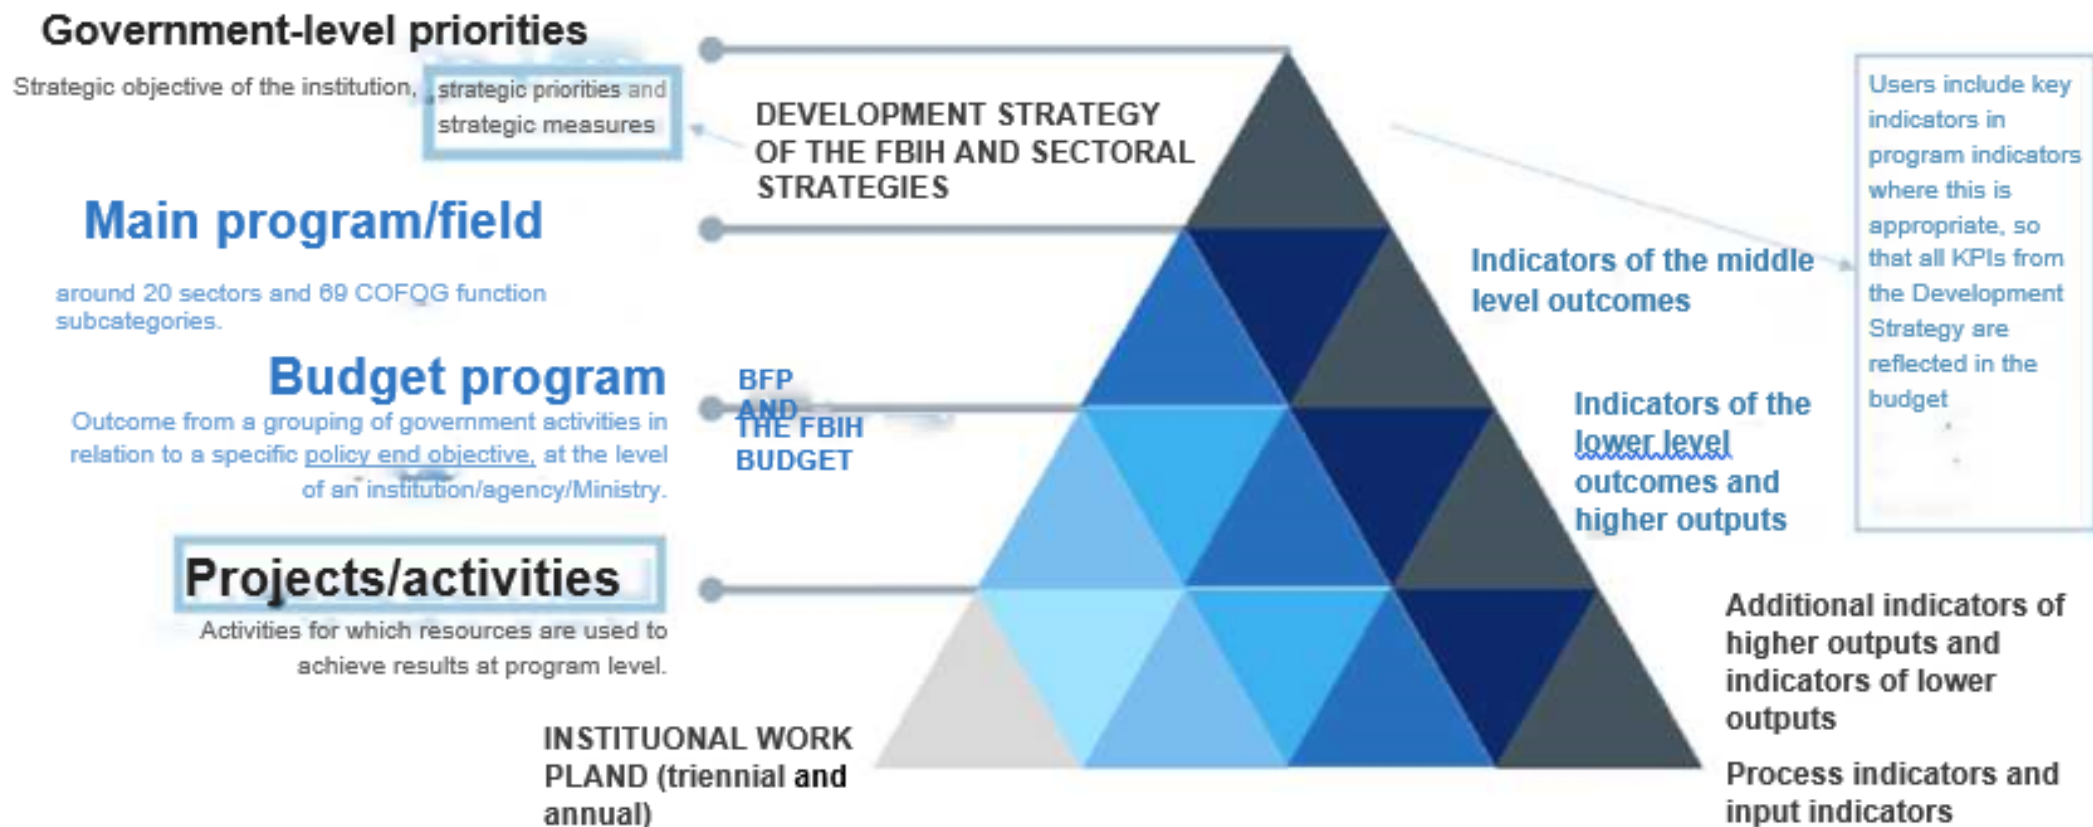 Government-level priorities
Strategic objective of the institution,
strategic priorities and
strategic measures
DEVELOPMENT STRATEGY
OF THE FBIH AND SECTORAL
STRATEGIES
Main program/field
around 20 sectors and 69 COFOG function
subcategories.
Budget program
Outcome from a grouping of government activities in
relation to a specific policy end objective, at the level
of an institution/agency/Ministry.
BFP
AND
THE FBIH
BUDGET
Projects/activities
Activities for which resources are used to
achieve results at program level.
INSTITUONAL WORK
PLAND (triennial and
annual)
Indicators of the middle
level outcomes
Indicators of the
lower level
outcomes and
higher outputs
Additional indicators of
higher outputs and
indicators of lower
outputs
Process indicators and
input indicators
Users include key
indicators in
program indicators
where this is
appropriate, so
that all KPIs from
the Development
Strategy are
reflected in the
budget